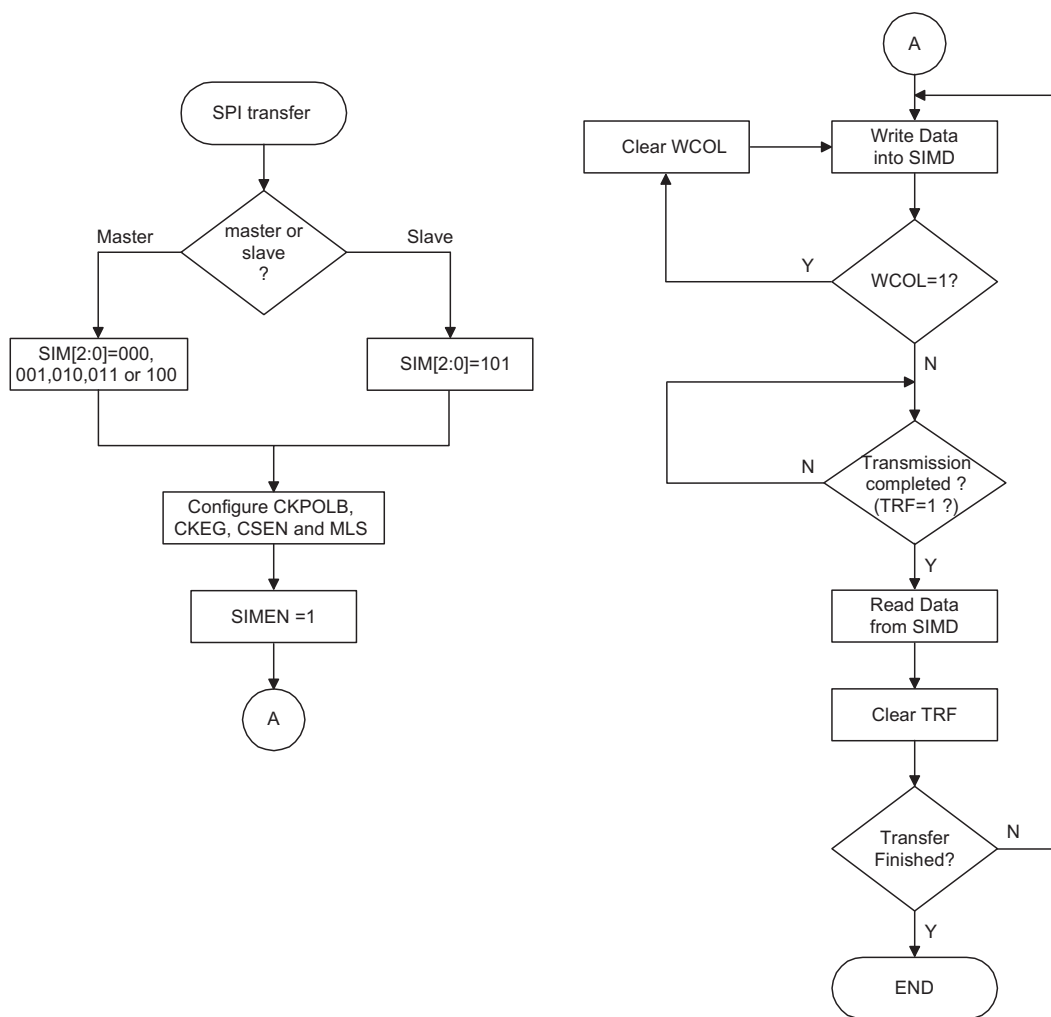 SPI transfer
master or
slave
?
Master
Slave
SIM[2:0]=000,
001,010,011 or 100
SIM[2:0]=101
Configure CKPOLB,
CKEG, CSEN and MLS
SIMEN =1
A
A
Write Data
into SIMD
Clear WCOL
WCOL=1?
Y
N
Transmission
completed ?
(TRF=1 ?)
N
Y
Read Data
from SIMD
Clear TRF
Transfer
Finished?
N
Y
END